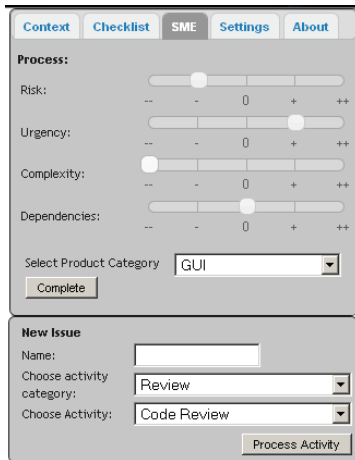 Context Checklist SME Settings About
Process:
Risk:
-- - 0 + ++
Urgency:
-- - 0 + ++
Complexity:
-- - 0 + ++
Dependencies:
-- - 0 + ++
Select Product Category GUI
Complete
New Issue
Name:
Choose activity
category: Review
Choose Activity: Code Review
Process Activity